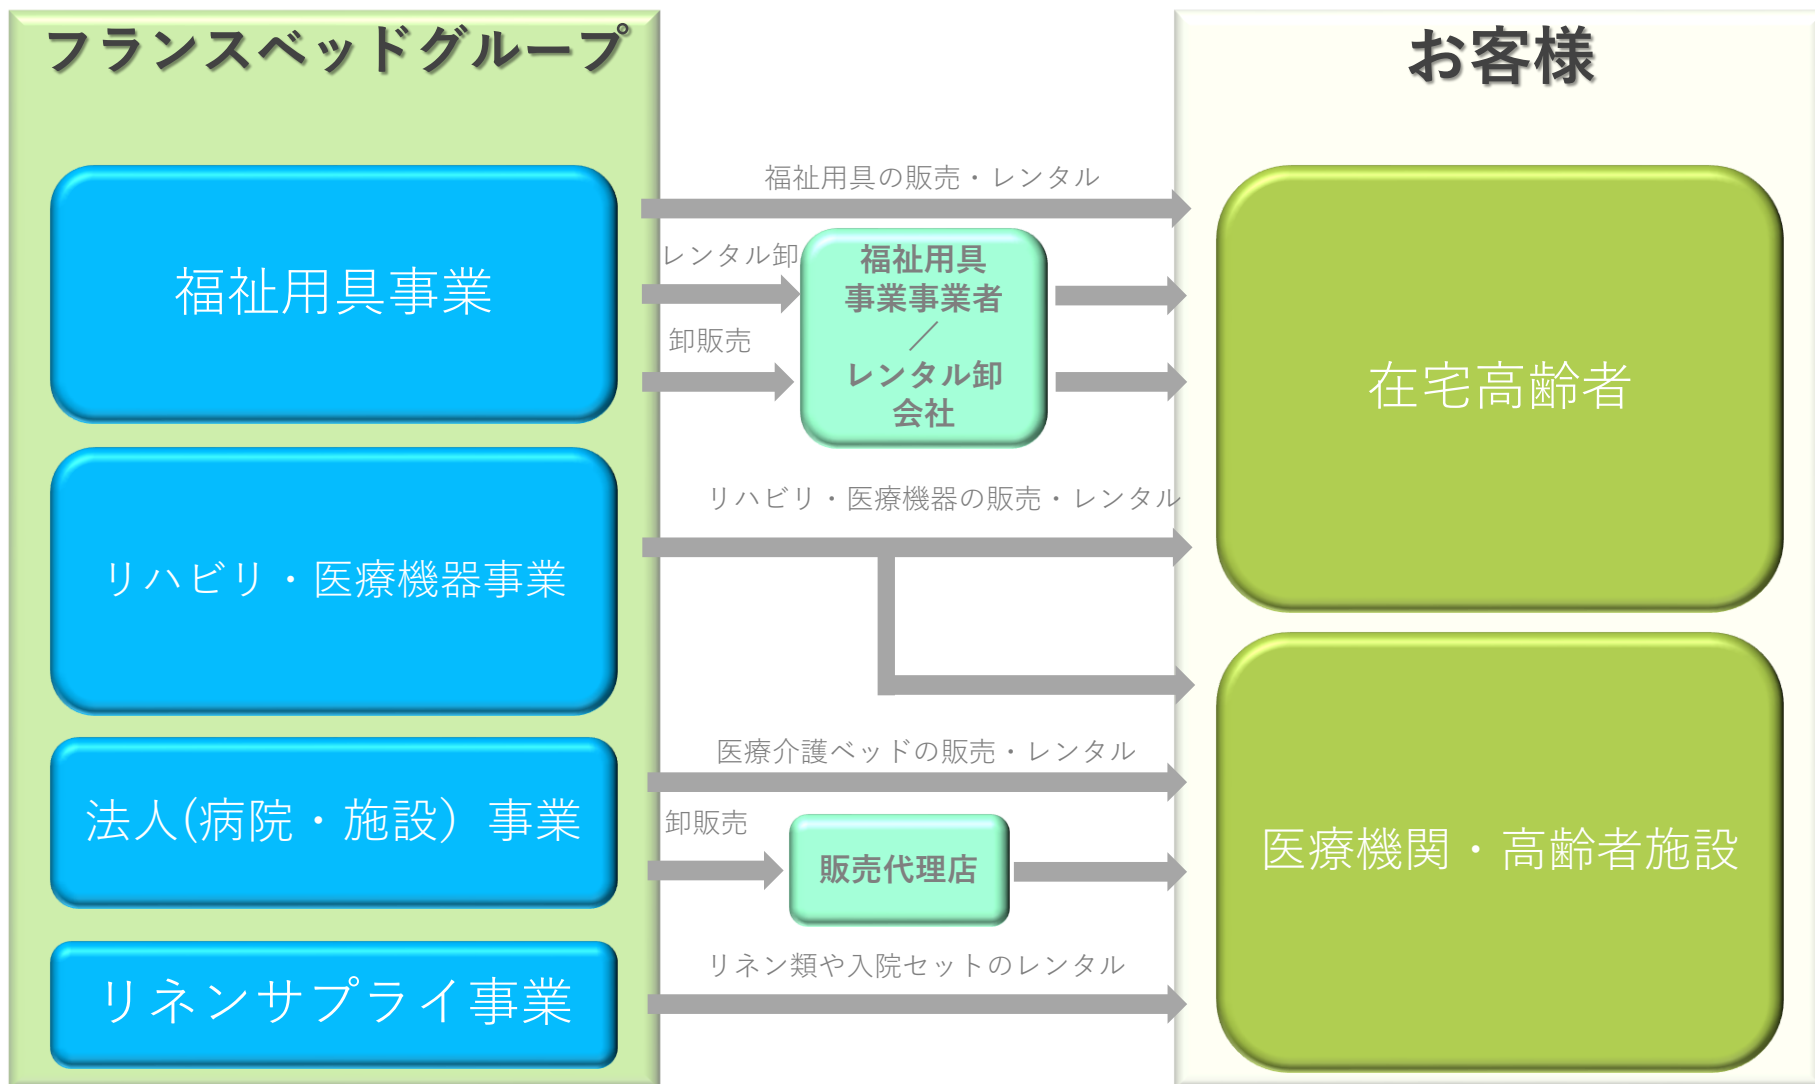 フランスベッドグループ
お客様
福祉用具の販売・レンタル
レンタル卸
福祉用具
事業事業者
／
レンタル卸
会社
福祉用具事業
卸販売
在宅高齢者
リハビリ・医療機器の販売・レンタル
リハビリ・医療機器事業
医療介護ベッドの販売・レンタル
法人(病院・施設）事業
卸販売
販売代理店
医療機関・高齢者施設
リネン類や入院セットのレンタル
リネンサプライ事業